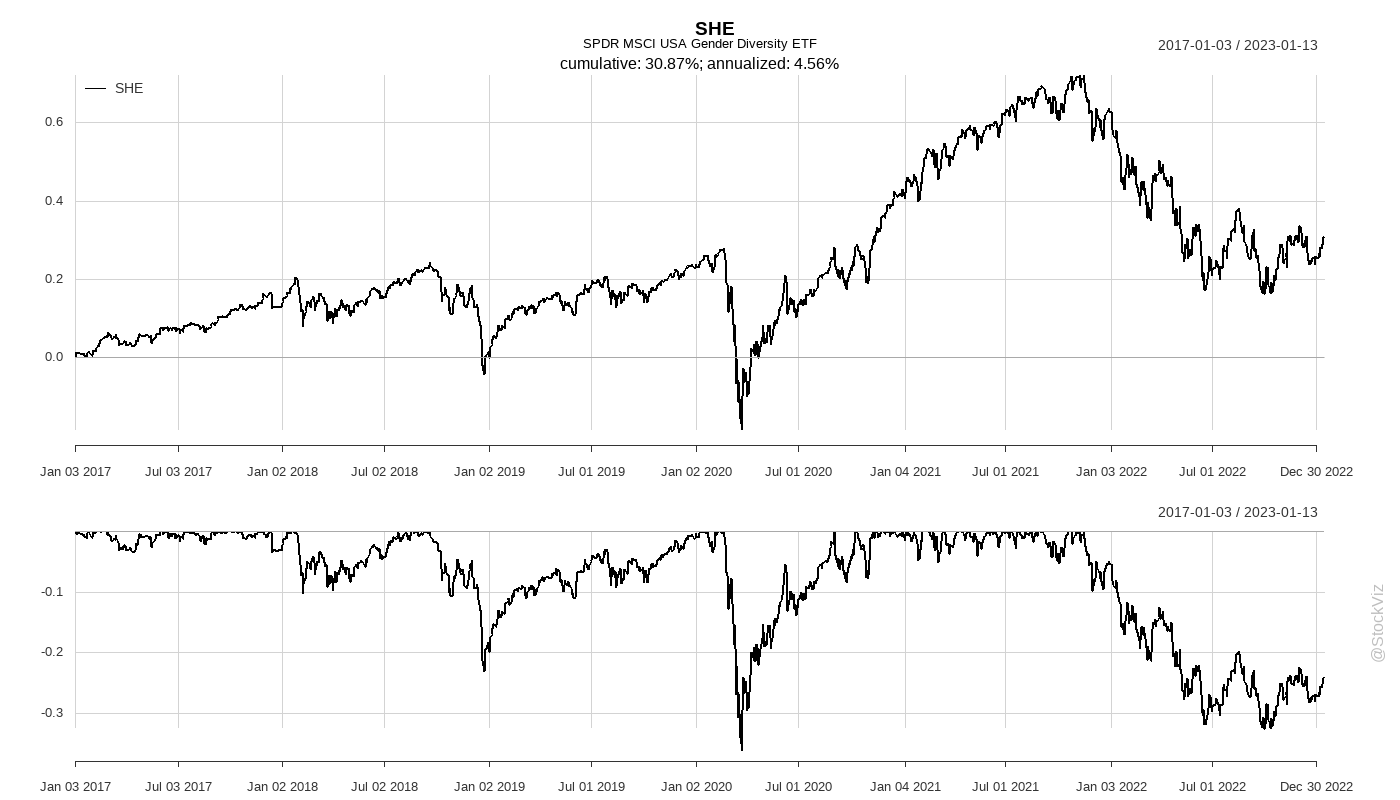 SHE
SPDR MSCI USA Gender Diversity ETF
2017-01-03 / 2023-01-13
cumulative: 30.87%; annualized: 4.56%
SHE
0.6
0.4
0.2
0.0
Jan 03 2017 Jul 03 2017 Jan 02 2018 Jul 02 2018 Jan 02 2019 Jul 01 2019 Jan 02 2020 Jul 01 2020 Jan 04 2021 Jul 01 2021 Jan 03 2022 Jul 01 2022 Dec 30 2022
2017-01-03 / 2023-01-13
-0.1
-0.2
-0.3
Jan 03 2017 Jul 03 2017 Jan 02 2018 Jul 02 2018 Jan 02 2019 Jul 01 2019 Jan 02 2020 Jul 01 2020 Jan 04 2021 Jul 01 2021 Jan 03 2022 Jul 01 2022 Dec 30 2022
@StockViz